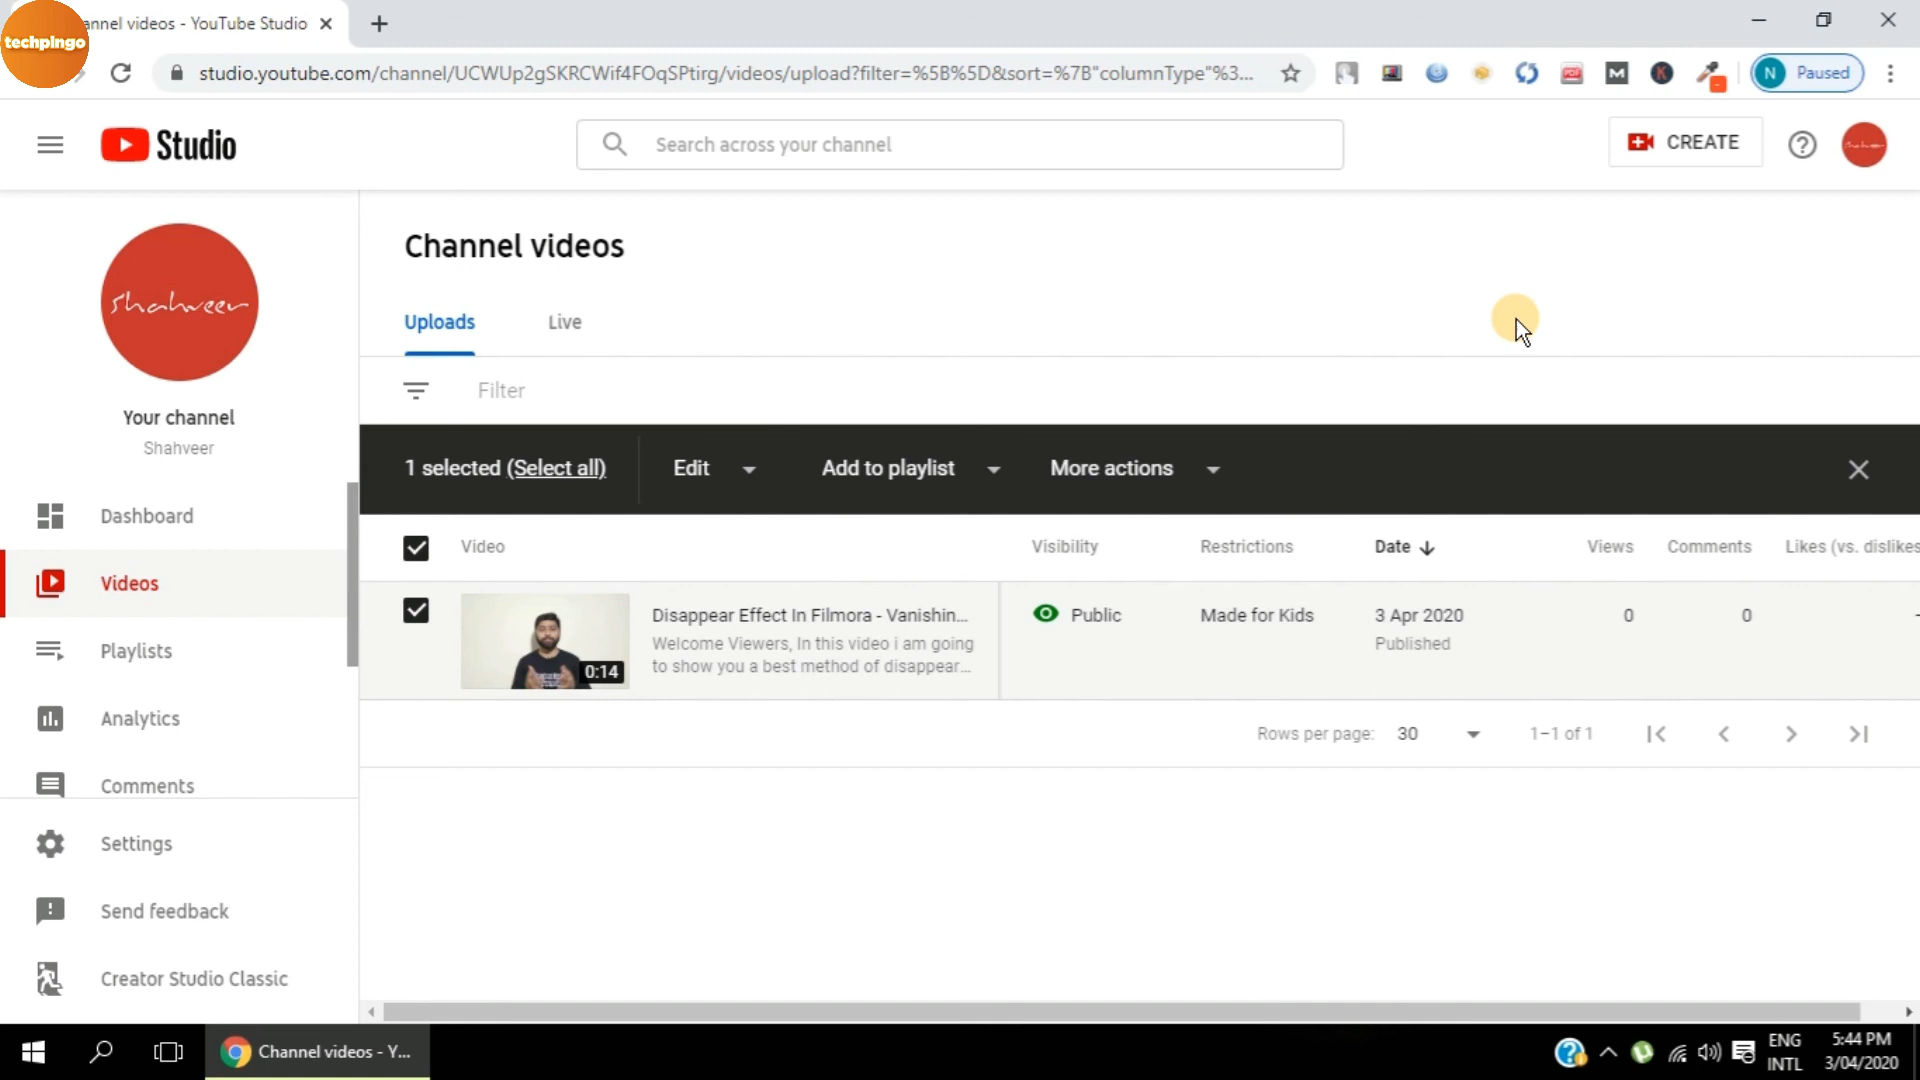 techpingo
annel videos - YouTube Studio
studio.youtube.com/channel/UCWUp2gSKRCWif4FOqSPtirg/videos/upload?filter=%5B%5D&sort=%7B"columnType"%3...
N Paused
Studio
Search across your channel
CREATE
Shahveer
Your channel
Shahveer
Dashboard
Videos
Playlists
Analytics
Comments
Settings
Send feedback
Creator Studio Classic
Channel videos
Uploads Live
Filter
1 selected (Select all) Edit Add to playlist More actions
Video Visibility Restrictions Date Views Comments Likes (vs. dislikes
Disappear Effect In Filmora - Vanishin... Public Made for Kids 3 Apr 2020 0 0 -
Welcome Viewers, In this video i am going Published
to show you a best method of disappear...
0:14
Rows per page: 30 1–1 of 1
Channel videos - Y...
ENG
INTL
5:44 PM
3/04/2020